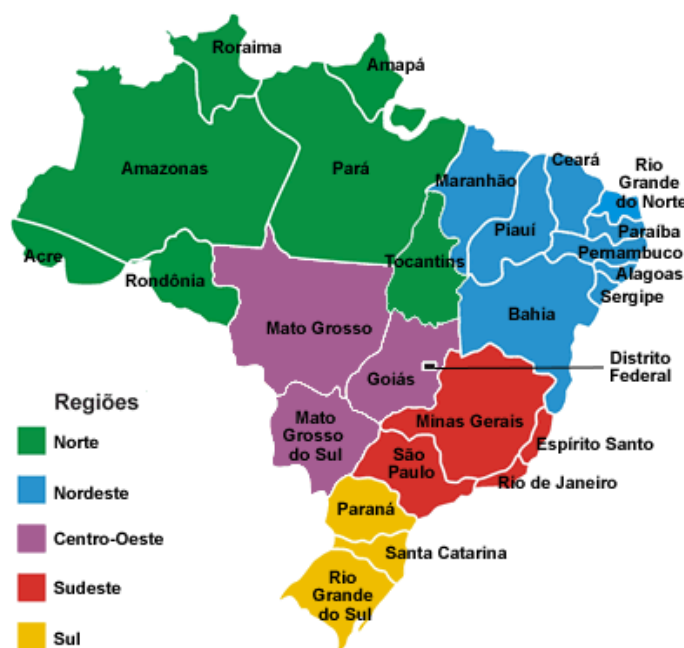 Roraima
Amapá
Amazonas
Pará
Maranhão
Ceará
Rio
Grande
do Norte
Piauí
Paraíba
Pernambuco
Alagoas
Sergipe
Acre
Rondônia
Tocantins
Bahia
Mato Grosso
Distrito
Federal
Goiás
Mato
Grosso
do Sul
Minas Gerais
Espírito Santo
São
Paulo
Rio de Janeiro
Paraná
Santa Catarina
Rio
Grande
do Sul
Regiões
Norte
Nordeste
Centro-Oeste
Sudeste
Sul